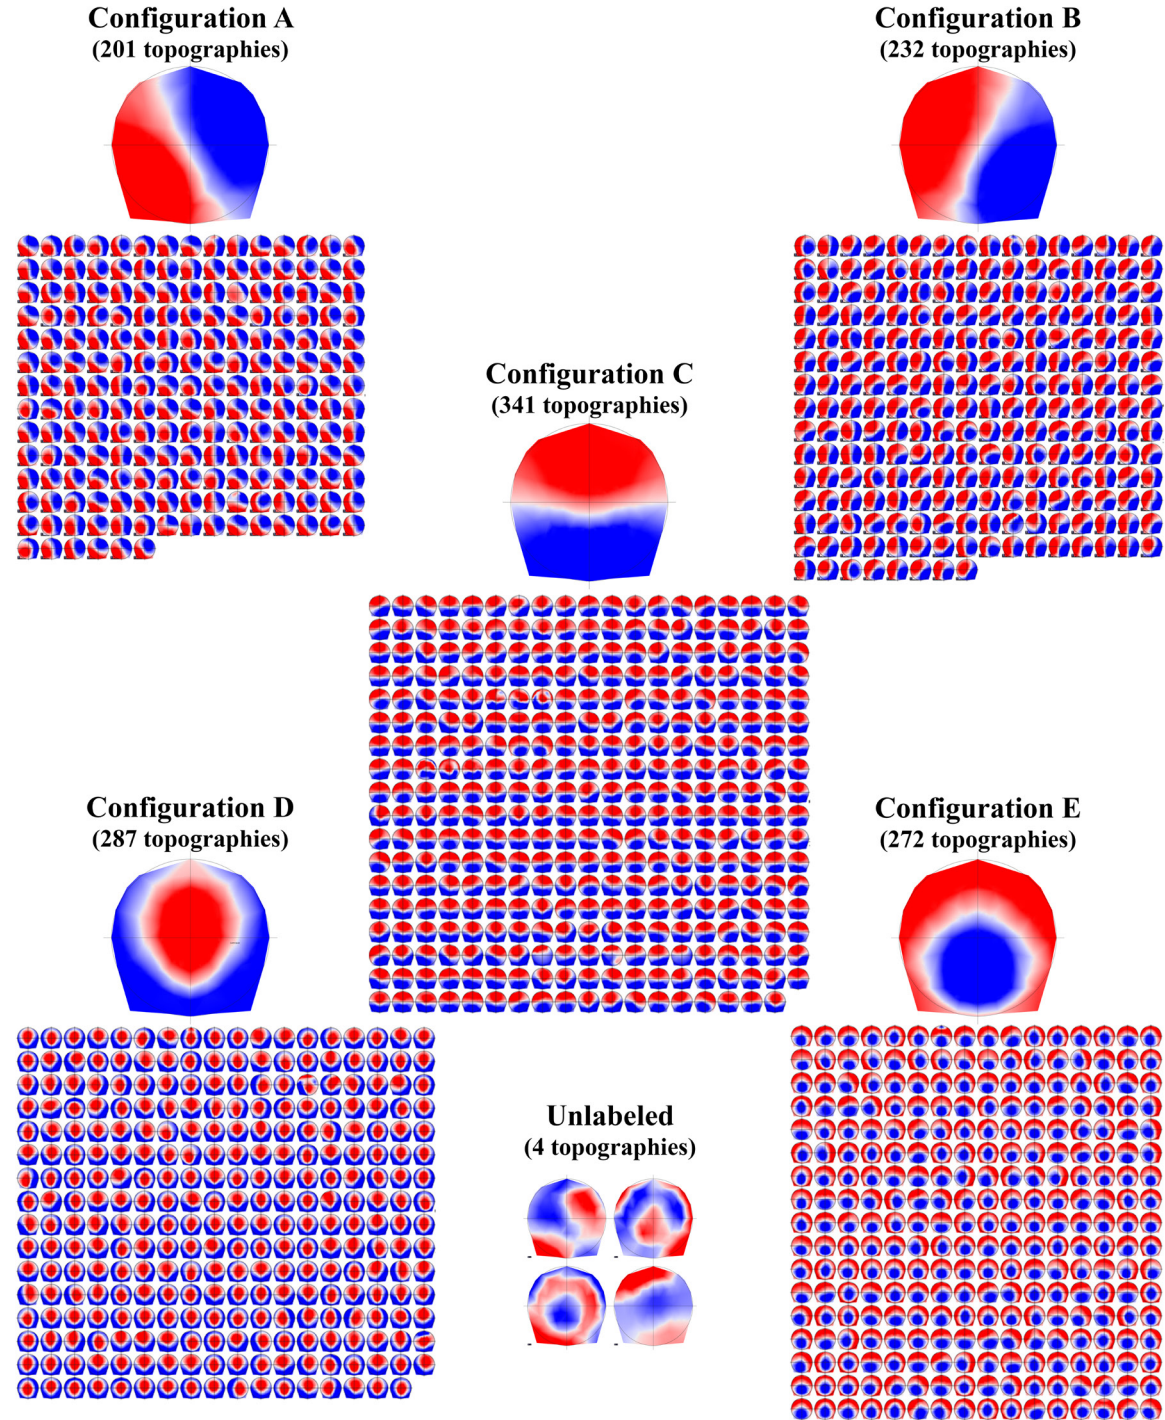 Configuration A
(201 topographies)
Configuration B
(232 topographies)
Configuration C
(341 topographies)
Configuration D
(287 topographies)
Configuration E
(272 topographies)
Unlabeled
(4 topographies)